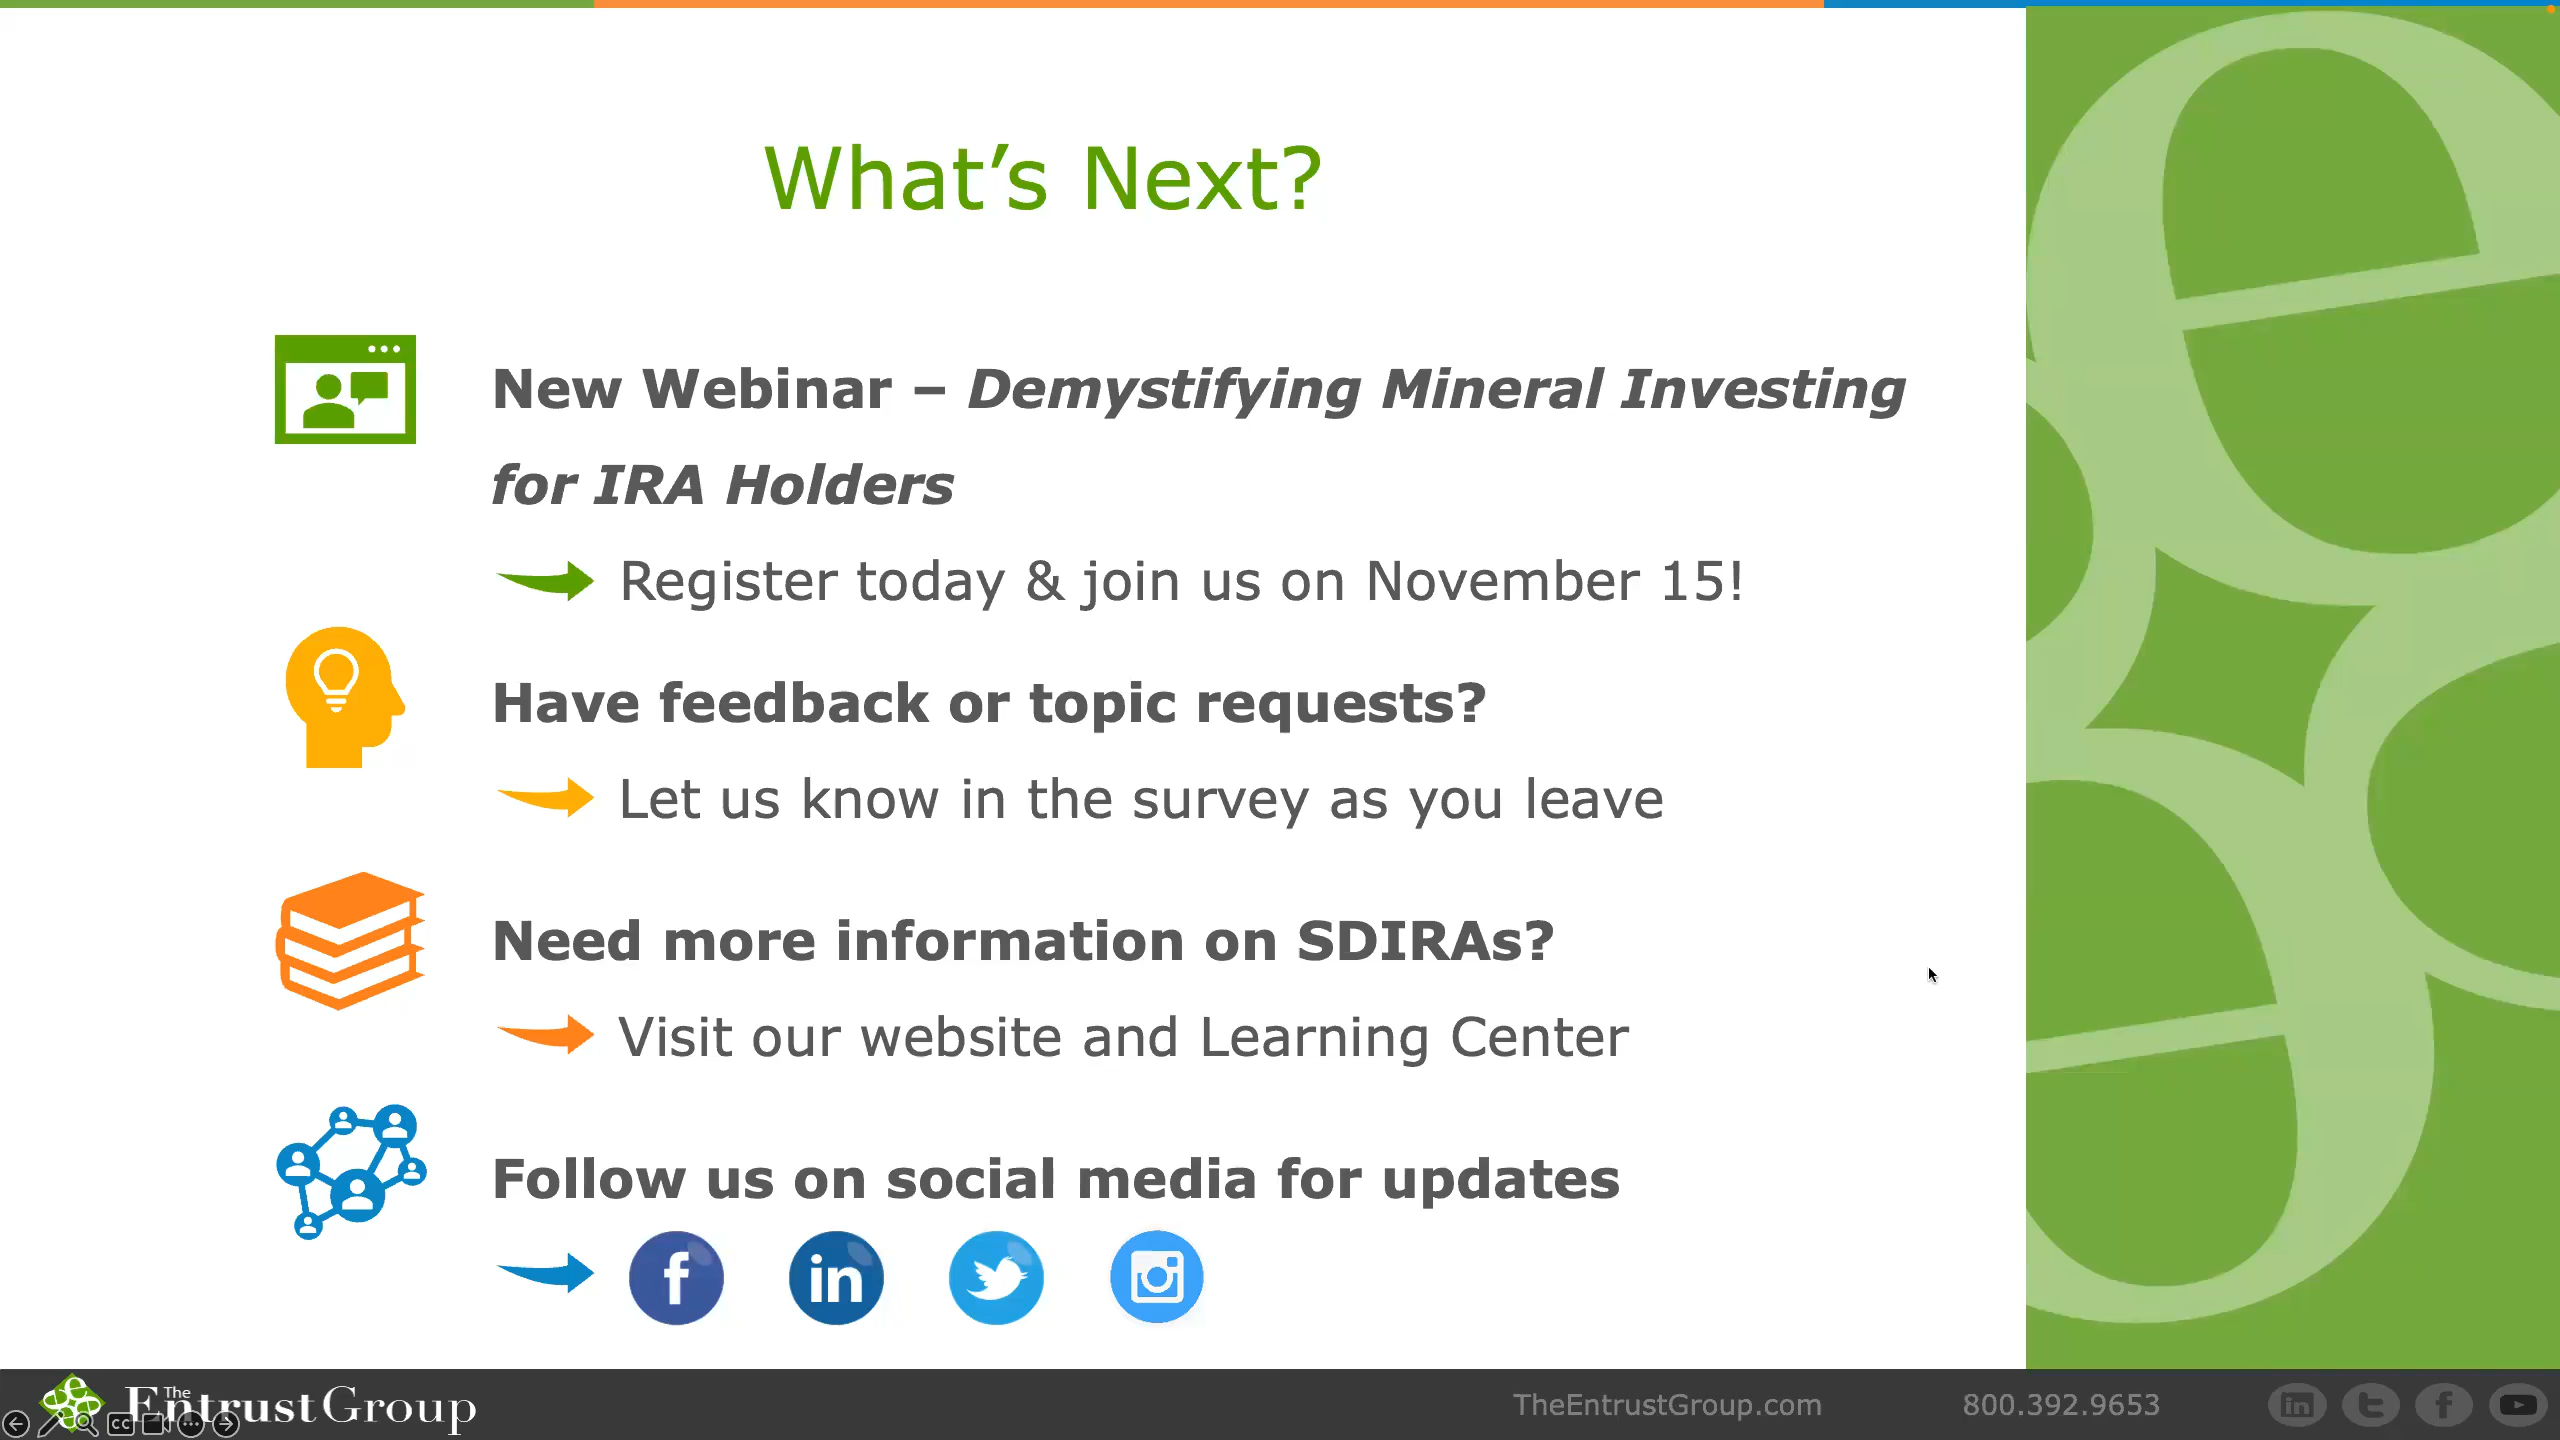 What’s Next?
New Webinar – Demystifying Mineral Investing
for IRA Holders
Register today & join us on November 15!
Have feedback or topic requests?
Let us know in the survey as you leave
Need more information on SDIRAs?
Visit our website and Learning Center
Follow us on social media for updates
The Entrust Group
TheEntrustGroup.com
800.392.9653